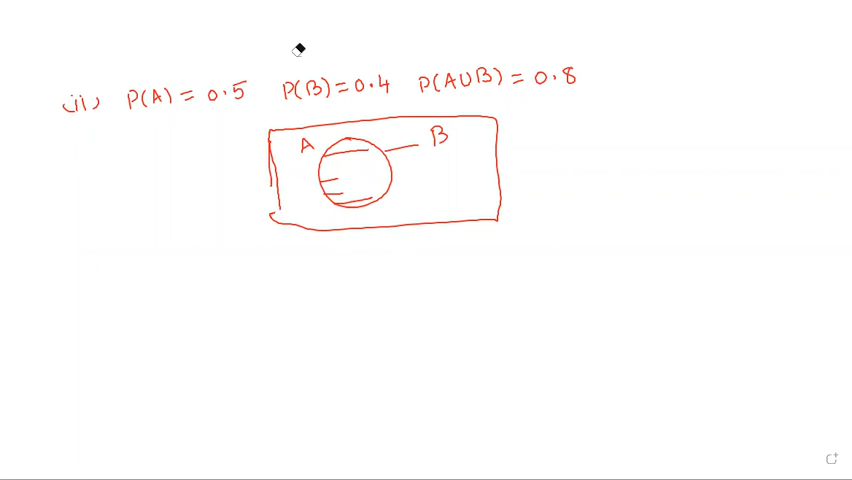 (ii) P(A) = 0.5 P(B) = 0.4 P(A∪B) = 0.8
A B